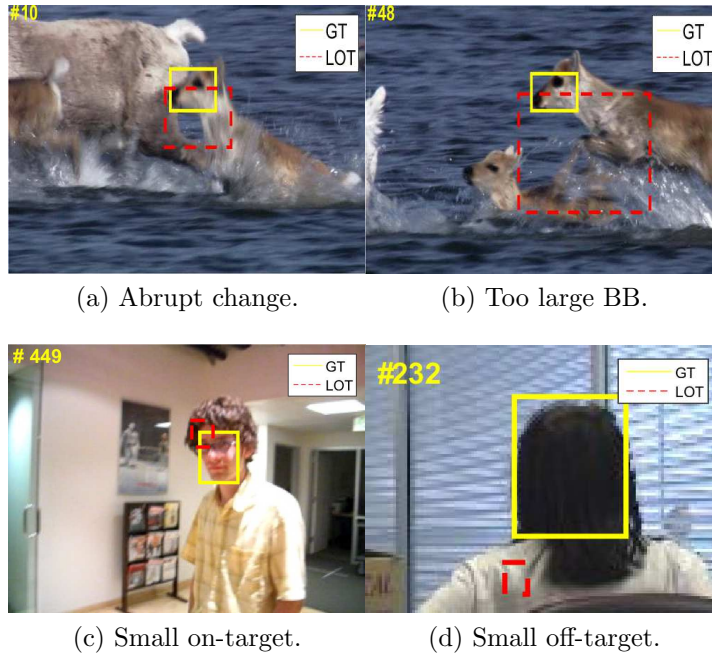 #10
GT
LOT
#48
GT
LOT
(a) Abrupt change.
(b) Too large BB.
# 449
GT
LOT
#232
GT
LOT
(c) Small on-target.
(d) Small off-target.